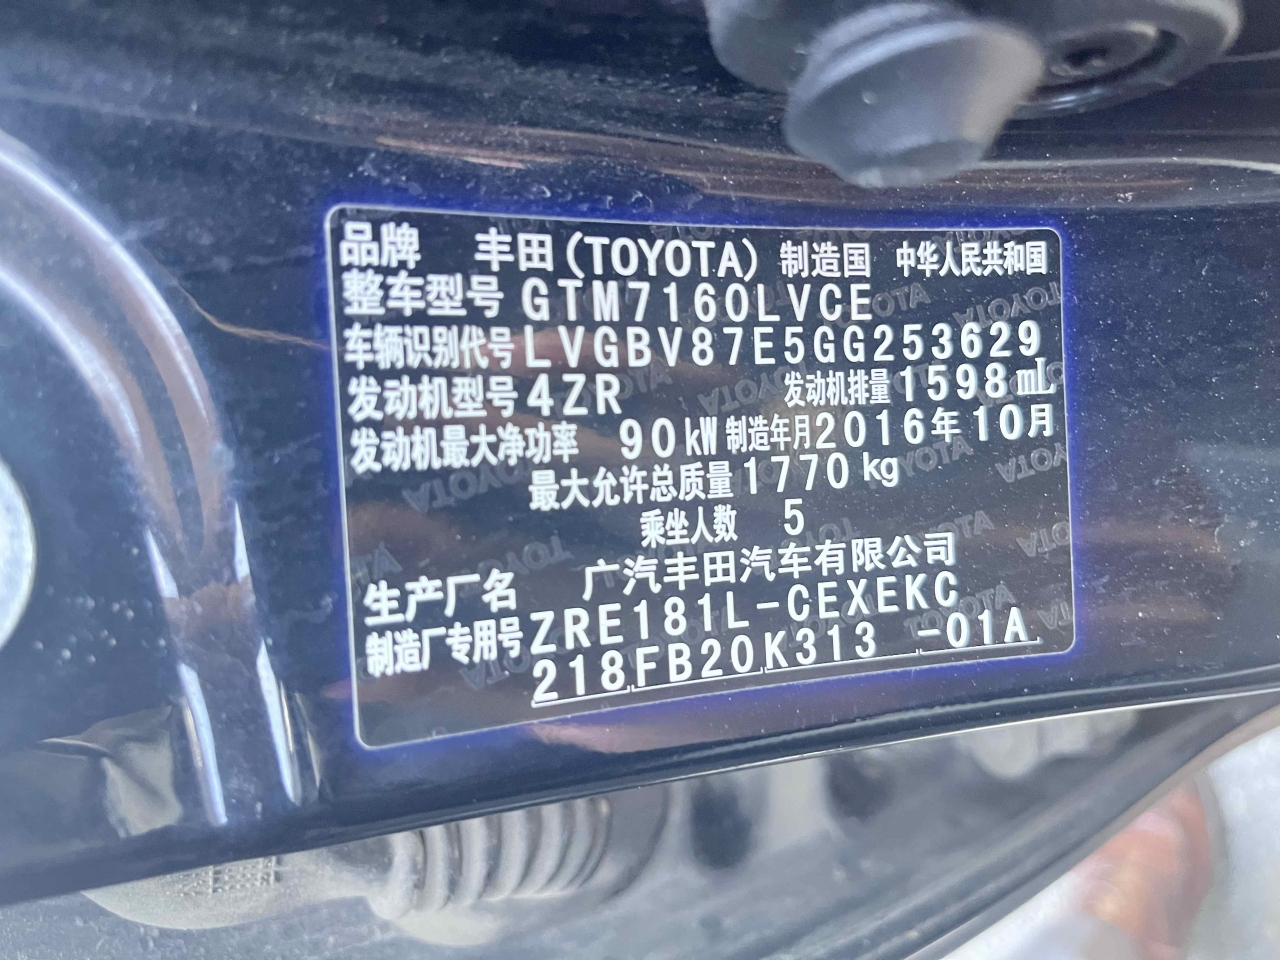 品牌 丰田(TOYOTA) 制造国 中华人民共和国
整车型号 GTM7160LVCE
车辆识别代号 LVGBV87E5GG253629
发动机型号 4ZR 发动机排量 1598mL
发动机最大净功率 90kW 制造年月 2016年10月
最大允许总质量 1770kg
乘坐人数 5
生产厂名 广汽丰田汽车有限公司
制造厂专用号 ZRE181L-CEXEKC
218 FB20 K313 -01A